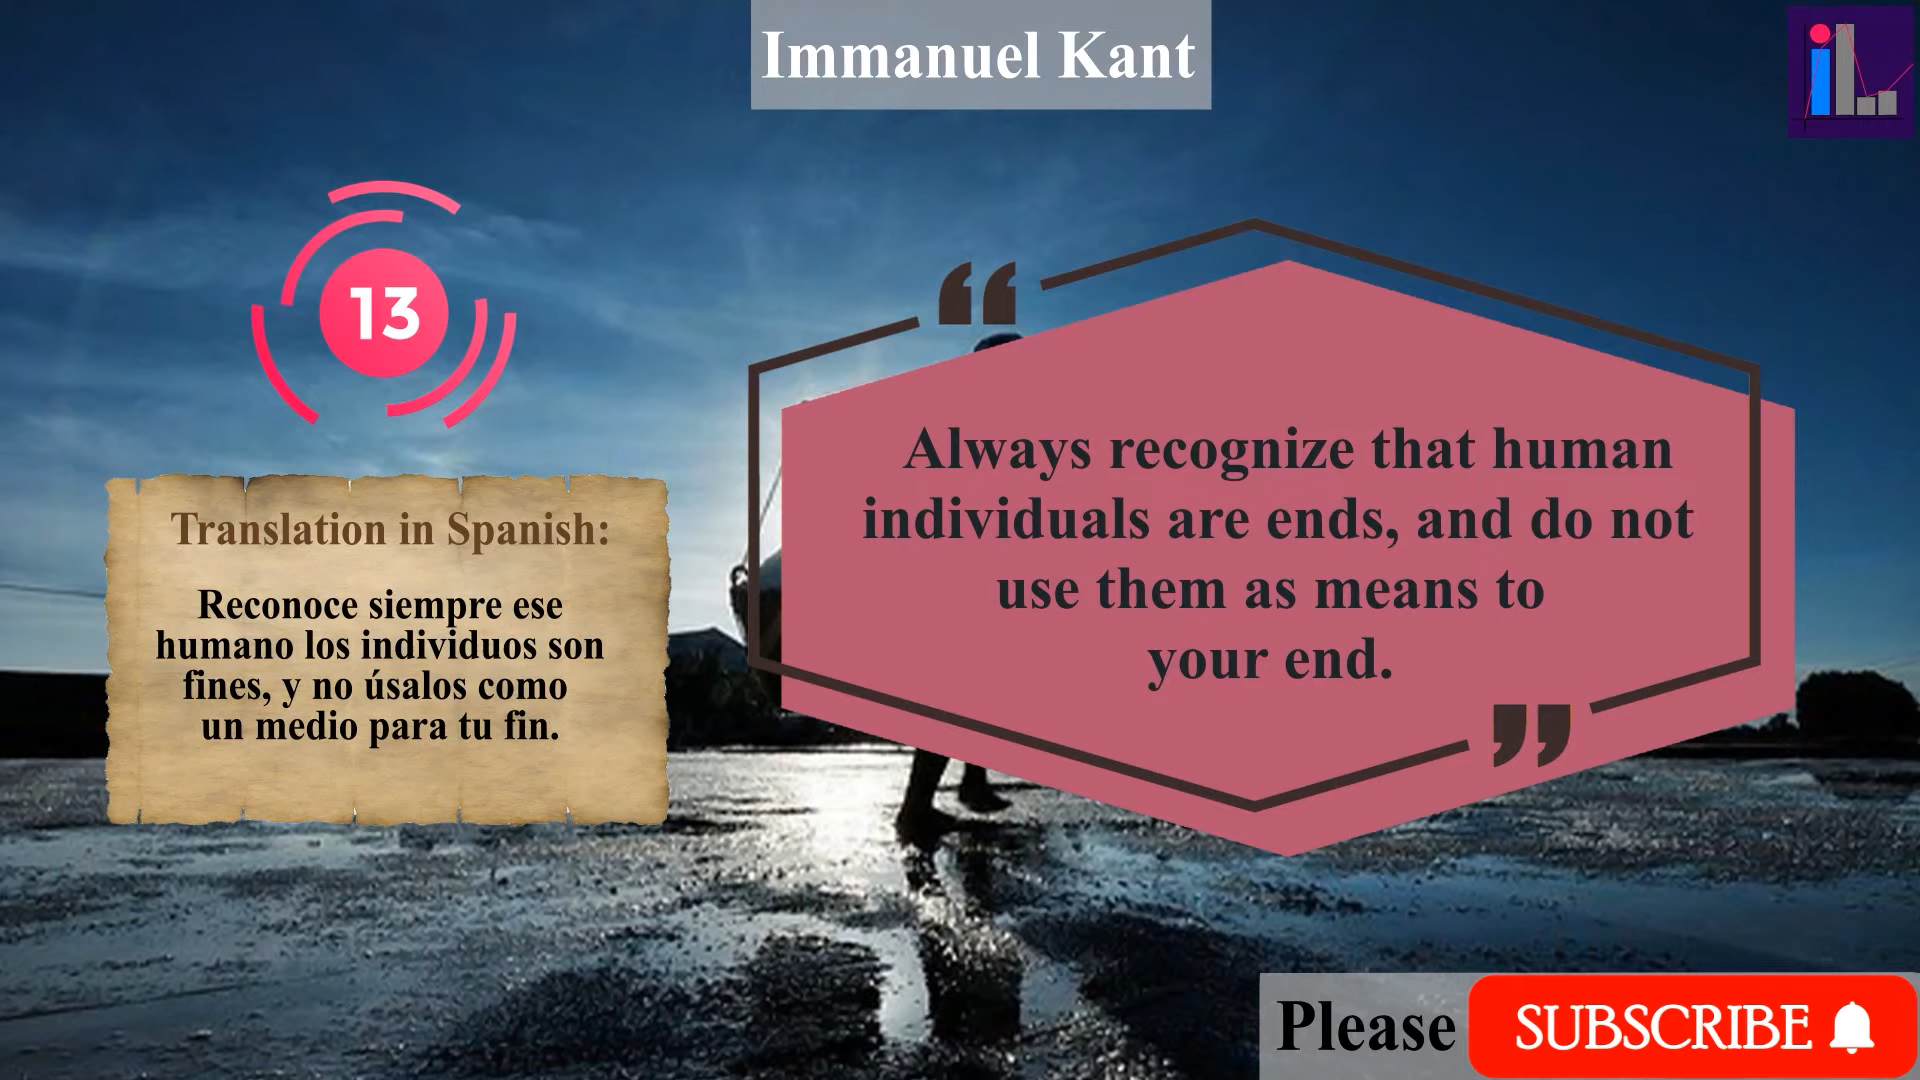 Immanuel Kant
13
Translation in Spanish:
Reconoce siempre ese
humano los individuos son
fines, y no úsalos como
un medio para tu fin.
“
Always recognize that human
individuals are ends, and do not
use them as means to
your end.
”
Please SUBSCRIBE